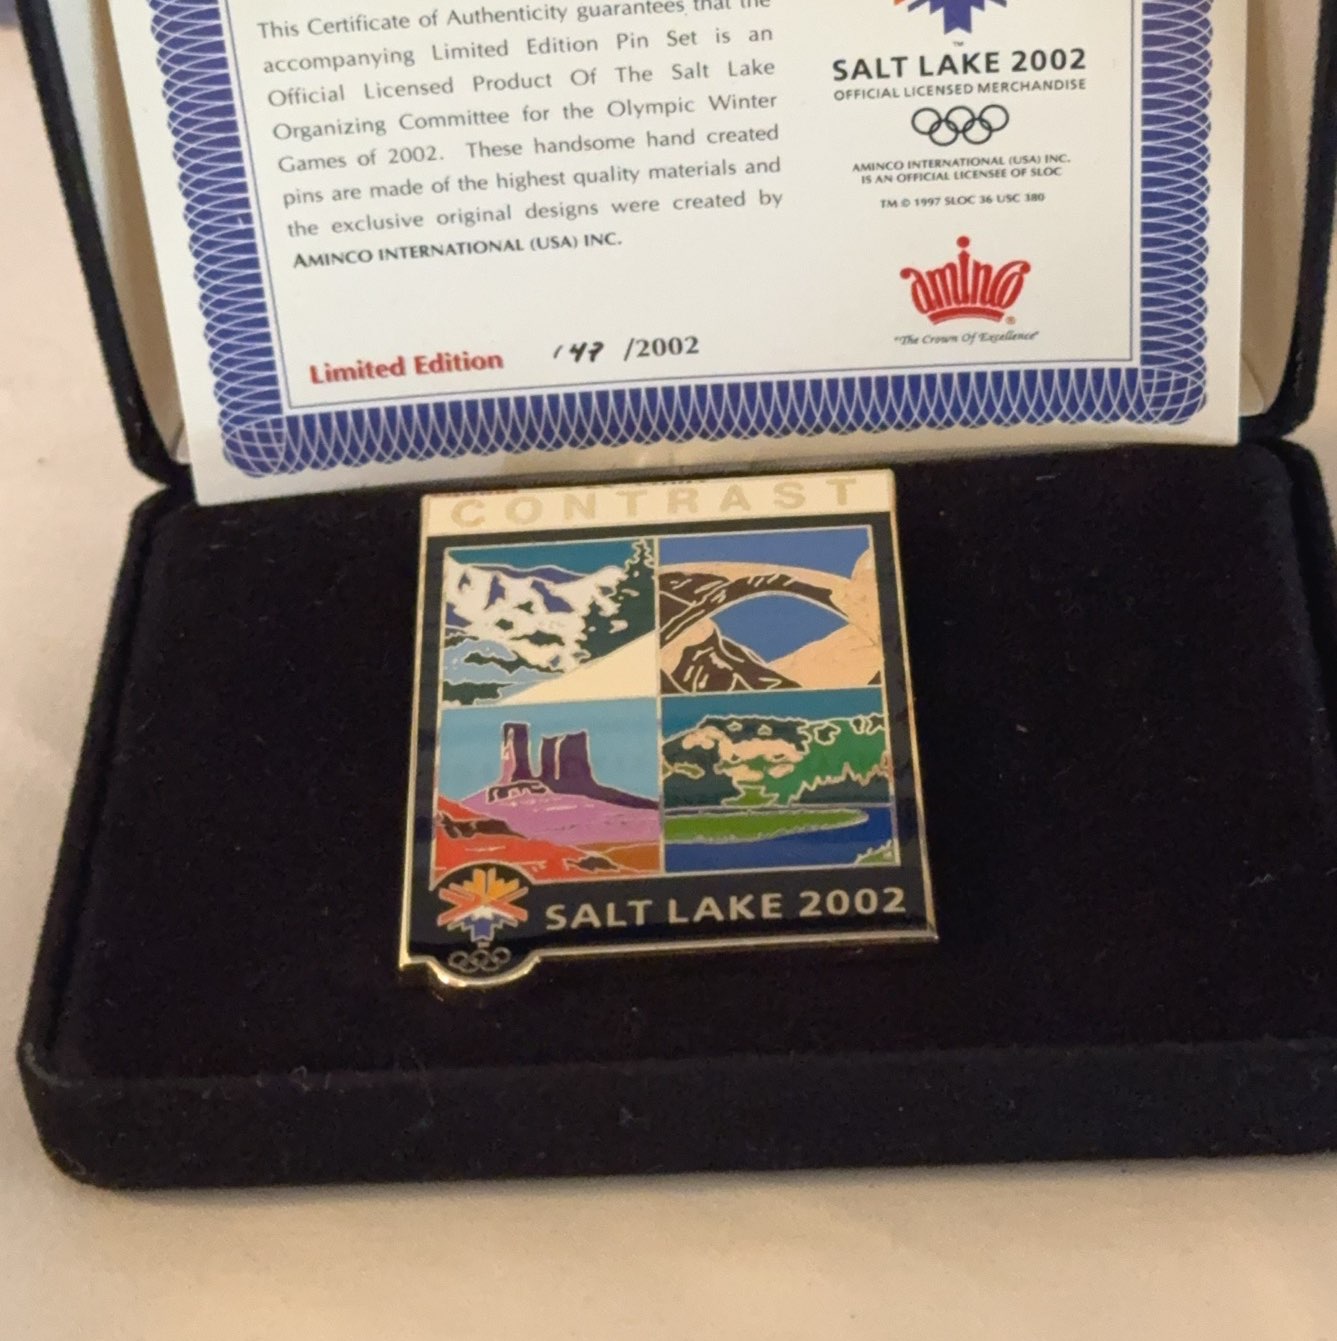 This Certificate of Authenticity guarantees that the
accompanying Limited Edition Pin Set is an
Official Licensed Product Of The Salt Lake
Organizing Committee for the Olympic Winter
Games of 2002. These handsome hand created
pins are made of the highest quality materials and
the exclusive original designs were created by
AMINCO INTERNATIONAL (USA) INC.
Limited Edition 147 /2002
TM
SALT LAKE 2002
OFFICIAL LICENSED MERCHANDISE
AMINCO INTERNATIONAL (USA) INC.
IS AN OFFICIAL LICENSEE OF SLOC
TM © 1997 SLOC 36 USC 380
aminco ®
"The Crown Of Excellence"
CONTRAST
SALT LAKE 2002